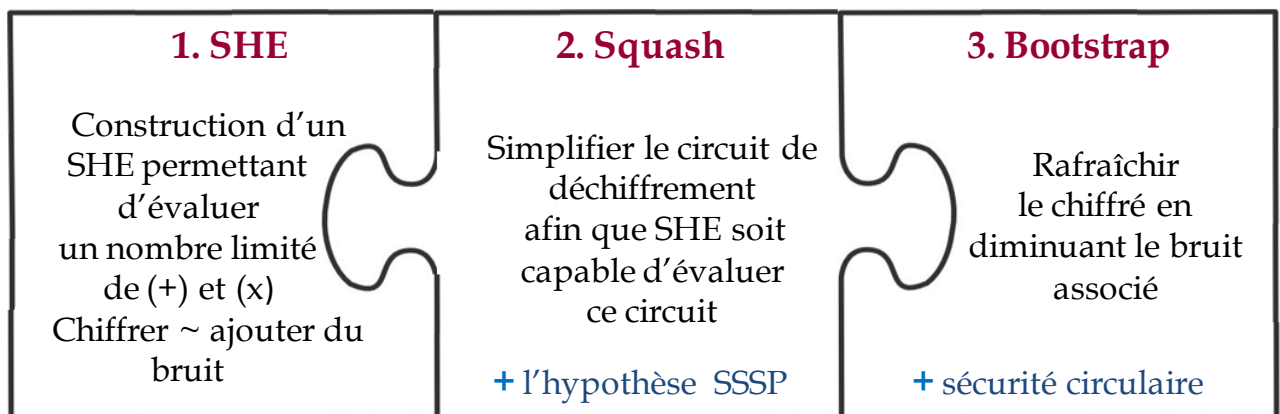 1. SHE
Construction d’un
SHE permettant
d’évaluer
un nombre limité
de (+) et (x)
Chiffrer ~ ajouter du
bruit
2. Squash
Simplifier le circuit de
déchiffrement
afin que SHE soit
capable d’évaluer
ce circuit
+ l’hypothèse SSSP
3. Bootstrap
Rafraîchir
le chiffré en
diminuant le bruit
associé
+ sécurité circulaire